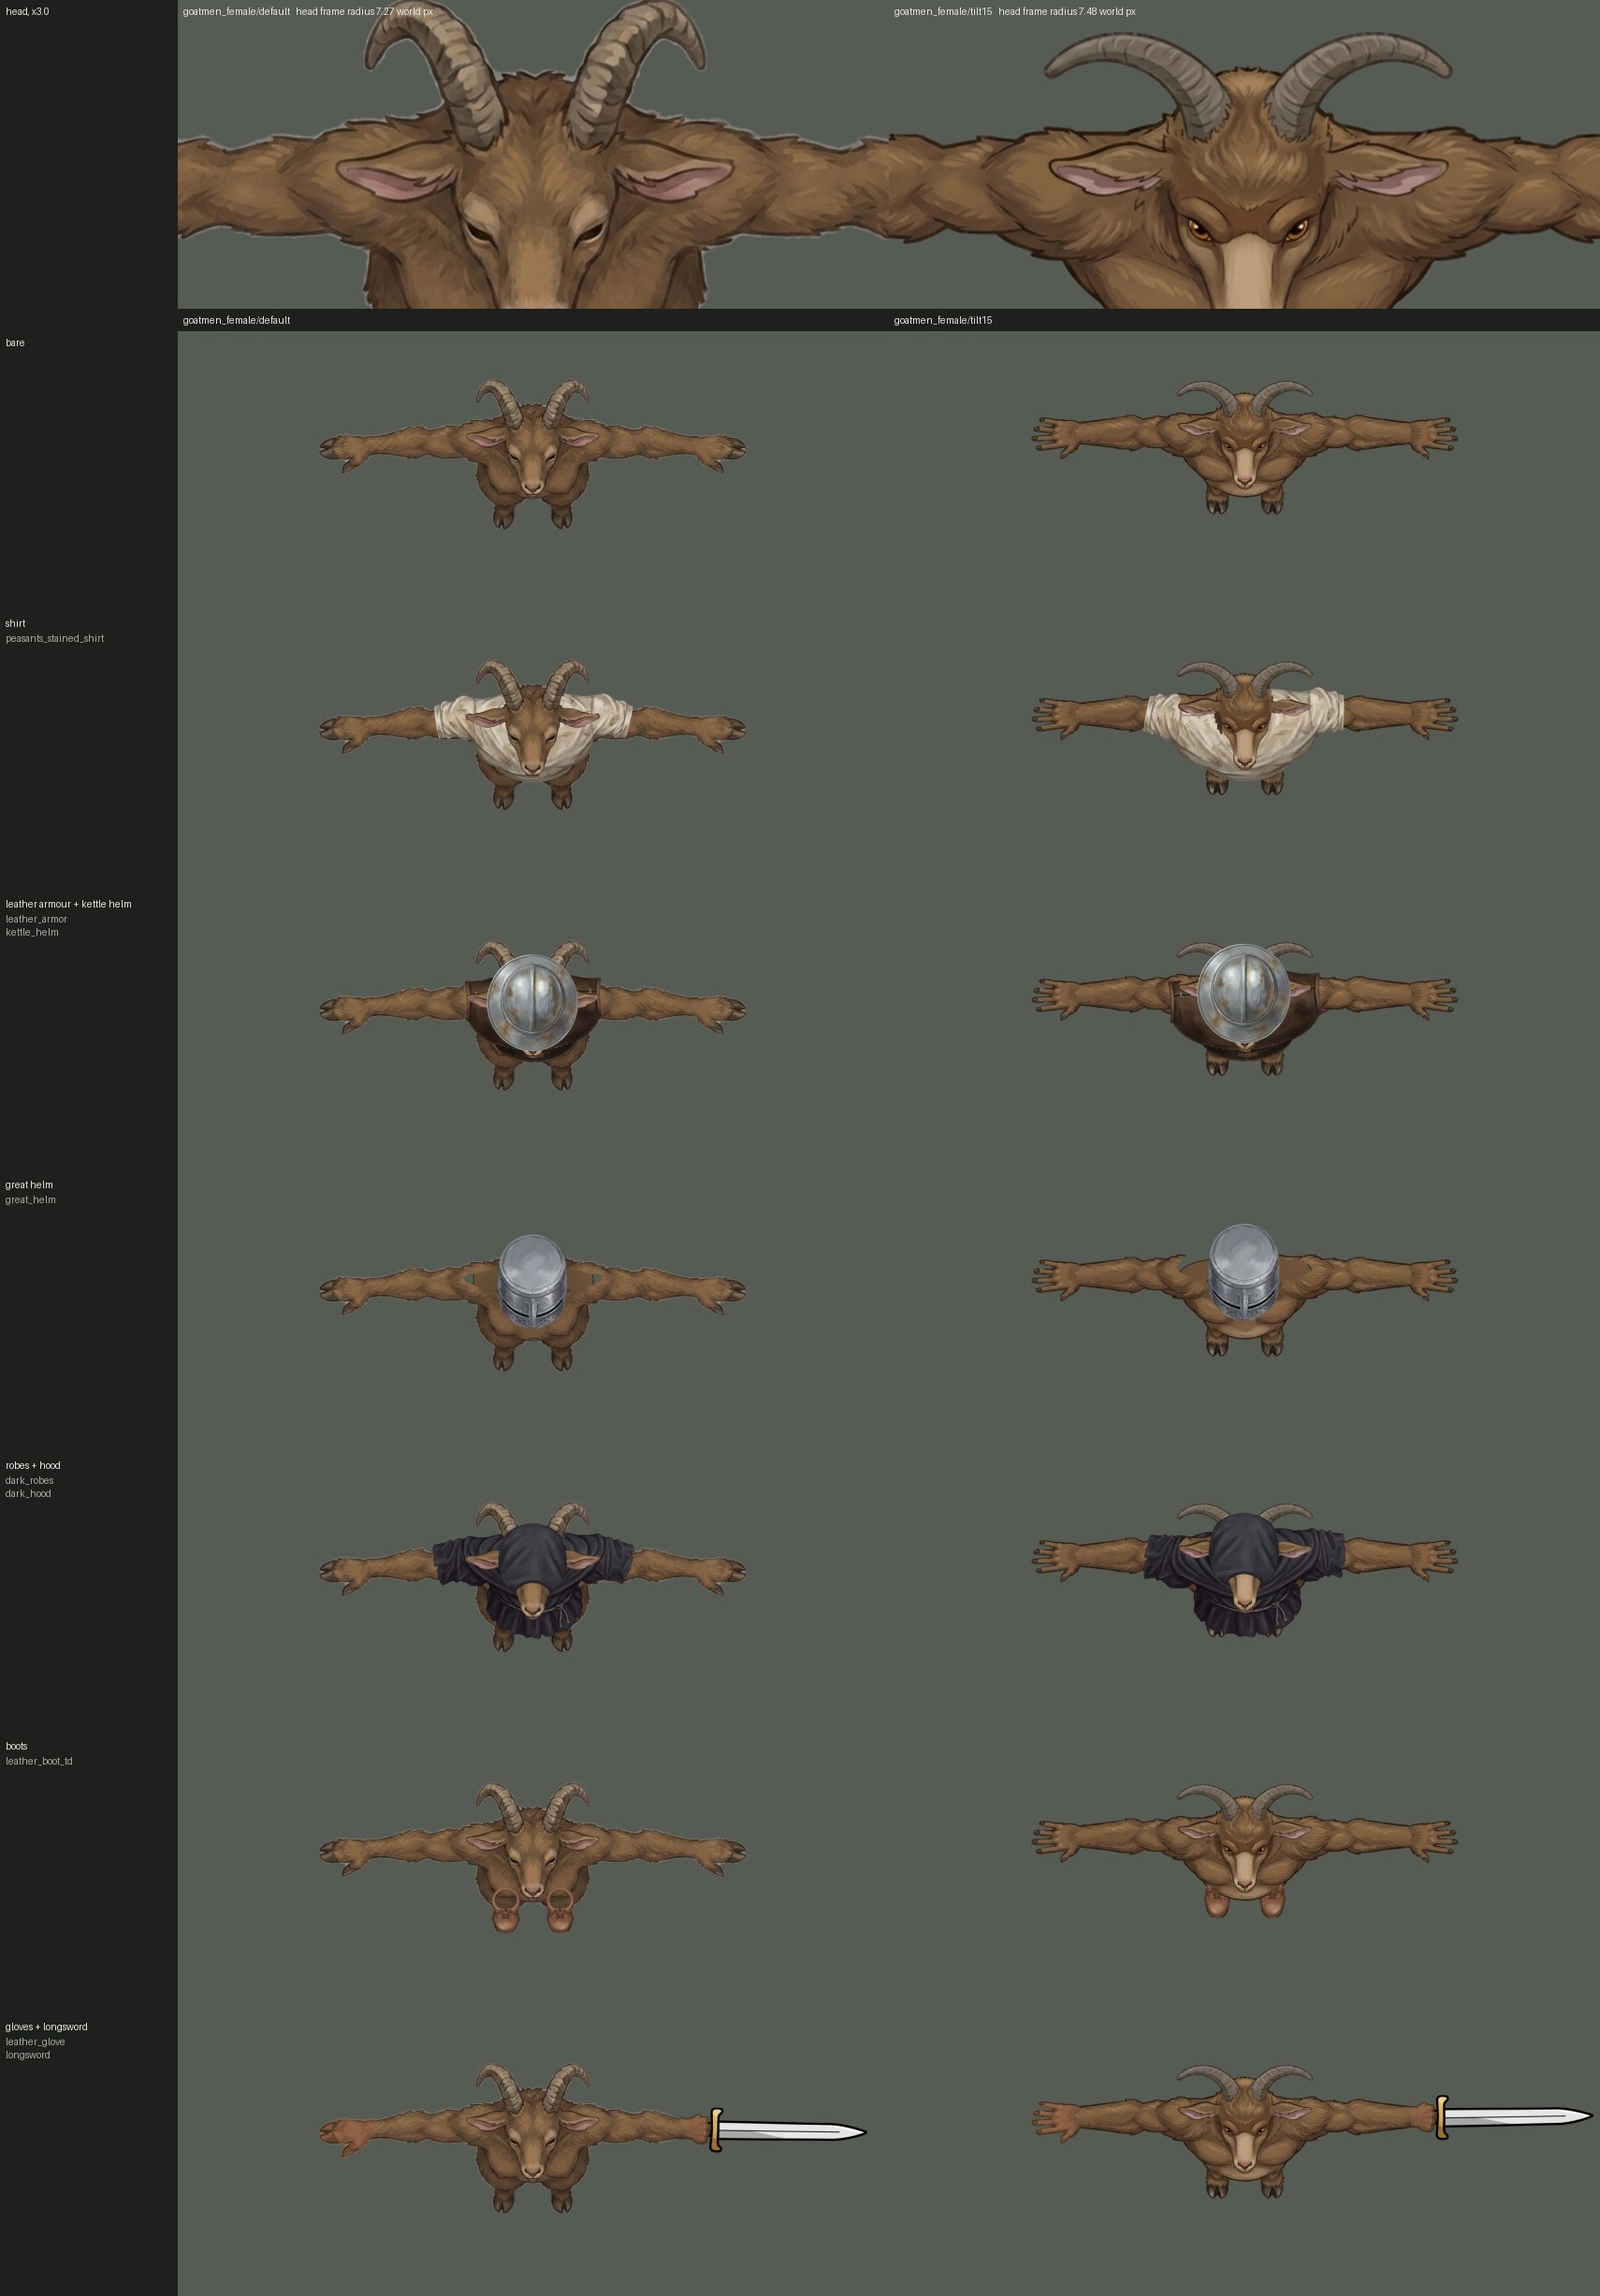 head, x3.0
goatmen_female/default head frame radius 7.27 world px
goatmen_female/tilt15 head frame radius 7.48 world px
goatmen_female/default
goatmen_female/tilt15
bare
shirt
peasants_stained_shirt
leather armour + kettle helm
leather_armor
kettle_helm
great helm
great_helm
robes + hood
dark_robes
dark_hood
boots
leather_boot_td
gloves + longsword
leather_glove
longsword